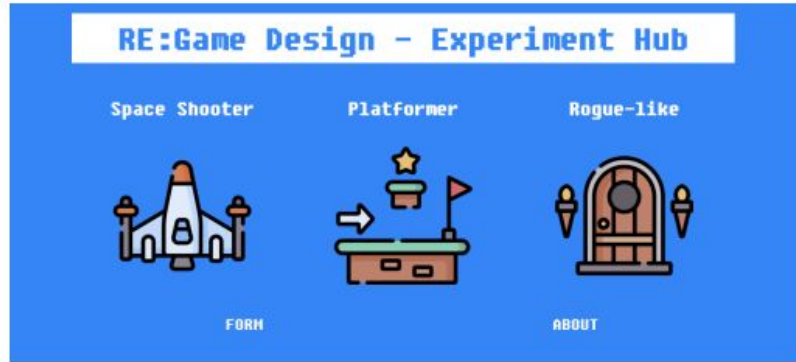 RE:Game Design - Experiment Hub
Space Shooter Platformer Rogue-like
FORM ABOUT